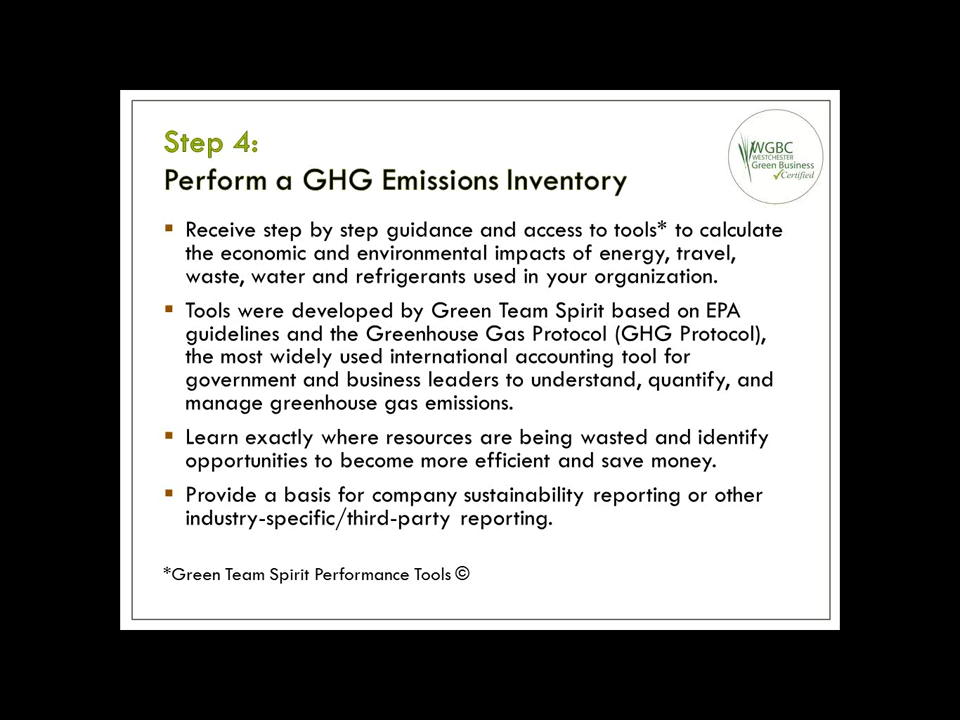 Step 4:
Perform a GHG Emissions Inventory
WGBC
WESTCHESTER
Green Business
Certified
▪ Receive step by step guidance and access to tools* to calculate
the economic and environmental impacts of energy, travel,
waste, water and refrigerants used in your organization.
▪ Tools were developed by Green Team Spirit based on EPA
guidelines and the Greenhouse Gas Protocol (GHG Protocol),
the most widely used international accounting tool for
government and business leaders to understand, quantify, and
manage greenhouse gas emissions.
▪ Learn exactly where resources are being wasted and identify
opportunities to become more efficient and save money.
▪ Provide a basis for company sustainability reporting or other
industry-specific/third-party reporting.
*Green Team Spirit Performance Tools ©